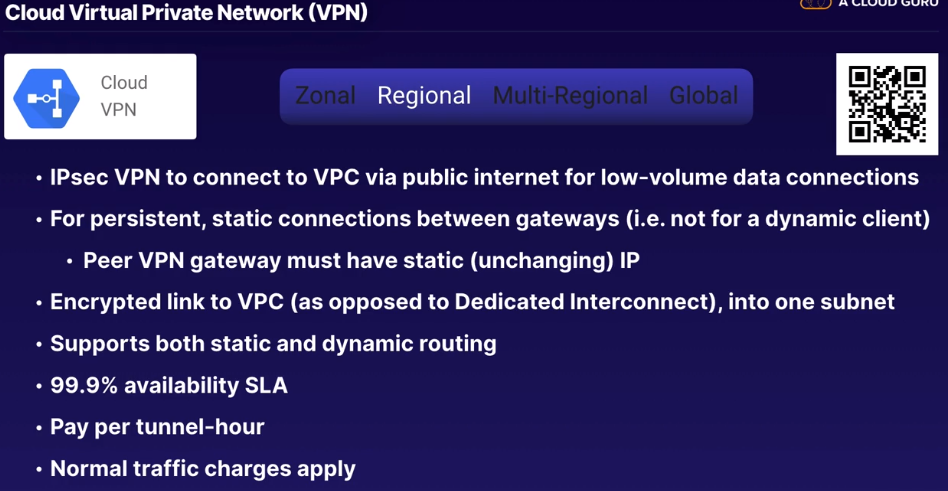 Cloud Virtual Private Network (VPN)
A CLOUD GURU
Cloud
VPN
Zonal Regional Multi-Regional Global
• IPsec VPN to connect to VPC via public internet for low-volume data connections
• For persistent, static connections between gateways (i.e. not for a dynamic client)
• Peer VPN gateway must have static (unchanging) IP
• Encrypted link to VPC (as opposed to Dedicated Interconnect), into one subnet
• Supports both static and dynamic routing
• 99.9% availability SLA
• Pay per tunnel-hour
• Normal traffic charges apply